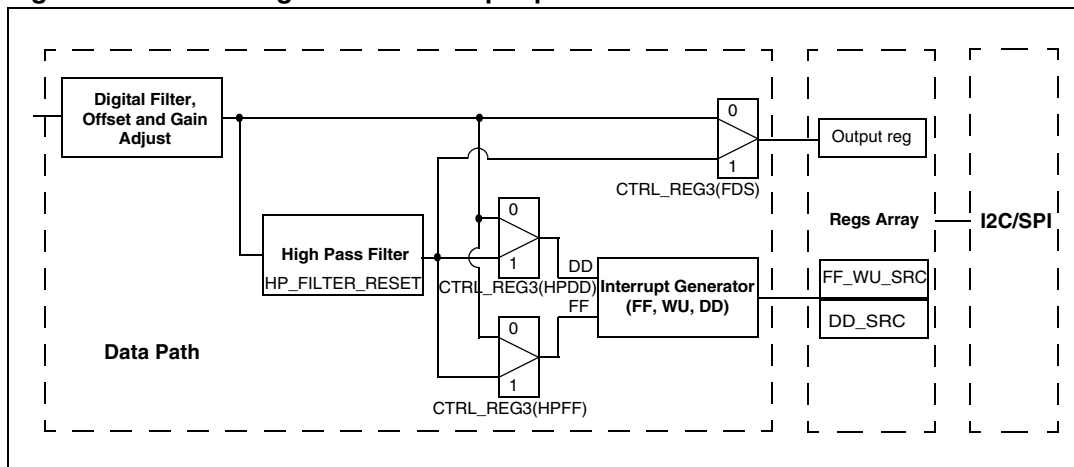 Digital Filter,
Offset and Gain
Adjust
0
1
CTRL_REG3(FDS)
Output reg
High Pass Filter
HP_FILTER_RESET
0
1
CTRL_REG3(HPDD)
DD
FF
Interrupt Generator
(FF, WU, DD)
Regs Array
I2C/SPI
FF_WU_SRC
DD_SRC
0
1
CTRL_REG3(HPFF)
Data Path